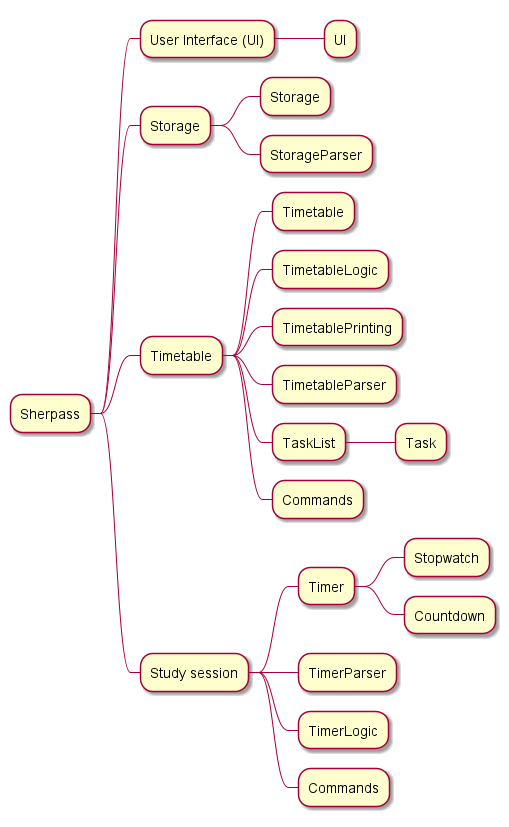 Sherpass
User Interface (UI)
UI
Storage
Storage
StorageParser
Timetable
Timetable
TimetableLogic
TimetablePrinting
TimetableParser
TaskList
Task
Commands
Study session
Timer
Stopwatch
Countdown
TimerParser
TimerLogic
Commands